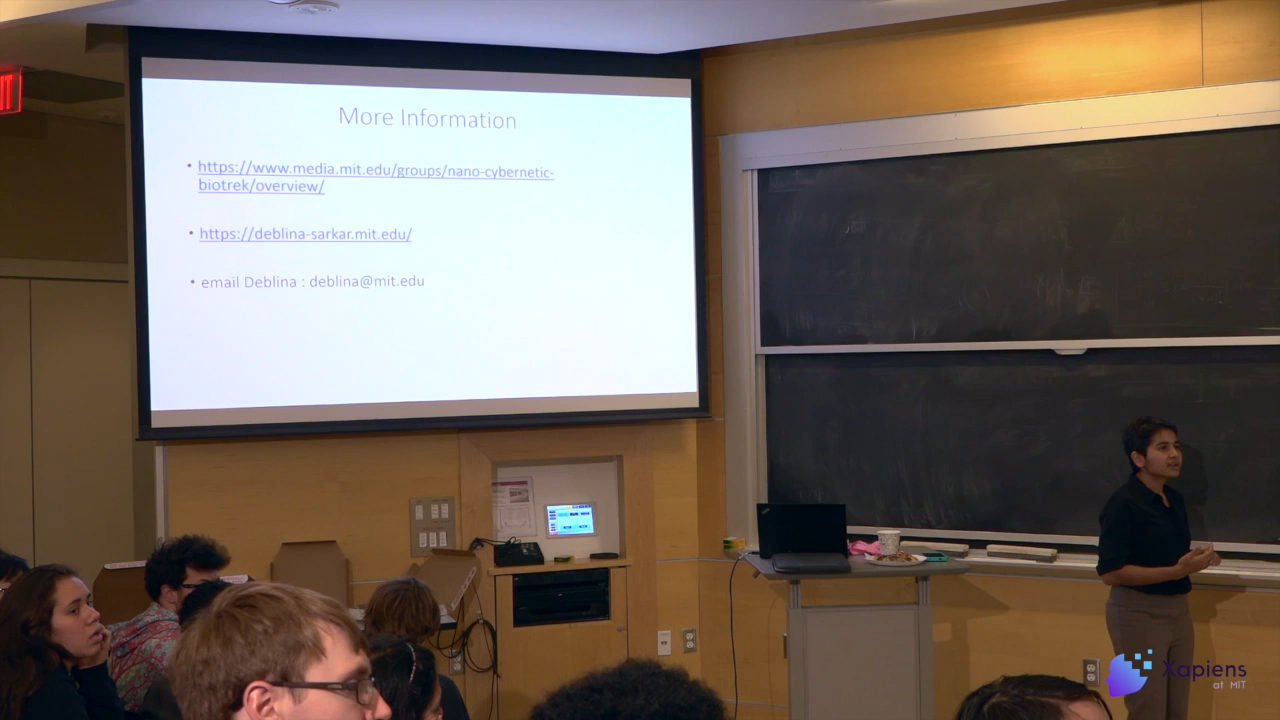 More Information
• https://www.media.mit.edu/groups/nano-cybernetic-
biotrek/overview/
• https://deblina-sarkar.mit.edu/
• email Deblina : deblina@mit.edu
Xapiens
at MIT